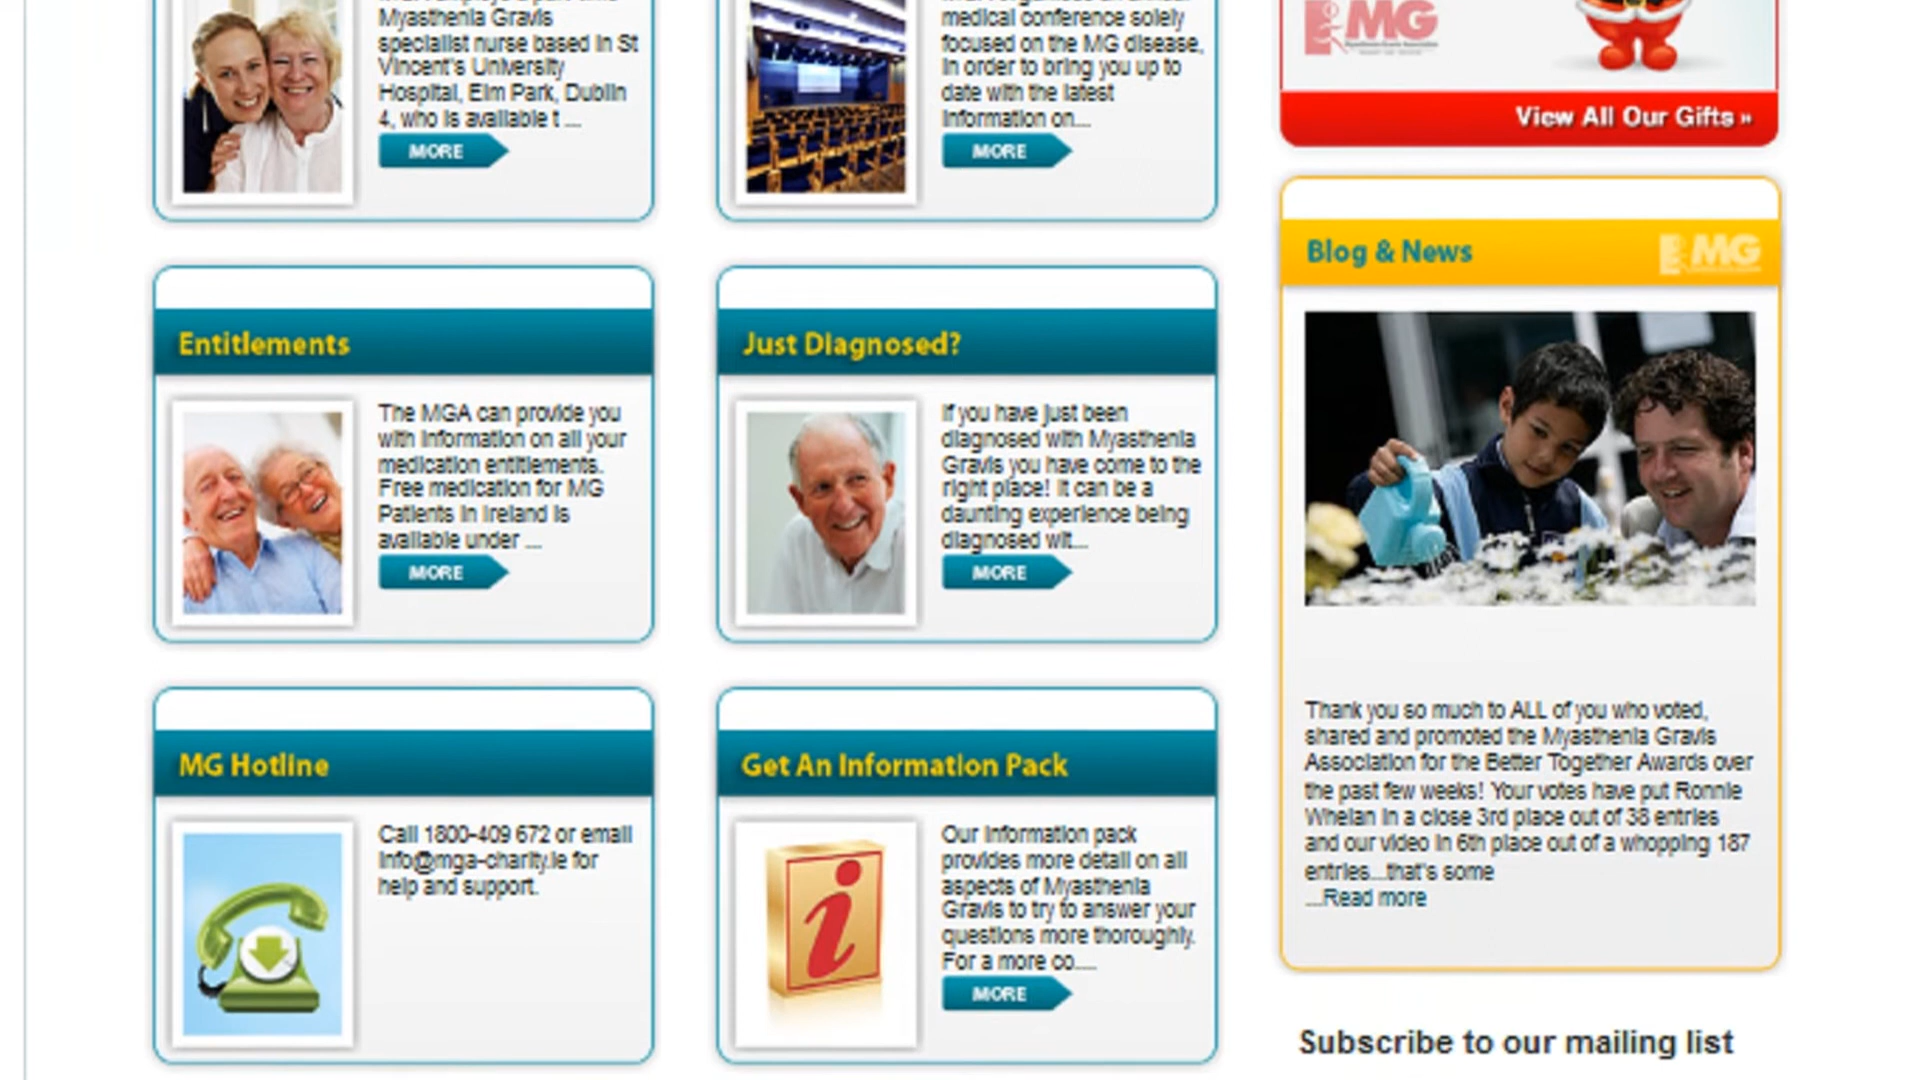 Myasthenia Gravis
specialist nurse based in St
Vincent's University
Hospital, Elm Park, Dublin
4, who is available t ...
MORE
medical conference solely
focused on the MG disease,
in order to bring you up to
date with the latest
information on...
MORE
MG
View All Our Gifts »
Entitlements
The MGA can provide you
with information on all your
medication entitlements.
Free medication for MG
Patients in Ireland is
available under ...
MORE
Just Diagnosed?
If you have just been
diagnosed with Myasthenia
Gravis you have come to the
right place! It can be a
daunting experience being
diagnosed wit...
MORE
MG Hotline
Call 1800-409 672 or email
info@mga-charity.ie for
help and support.
Get An Information Pack
Our information pack
provides more detail on all
aspects of Myasthenia
Gravis to try to answer your
questions more thoroughly.
For a more co....
MORE
Blog & News
MG
Thank you so much to ALL of you who voted,
shared and promoted the Myasthenia Gravis
Association for the Better Together Awards over
the past few weeks! Your votes have put Ronnie
Whelan in a close 3rd place out of 38 entries
and our video in 6th place out of a whopping 187
entries...that's some
...Read more
Subscribe to our mailing list